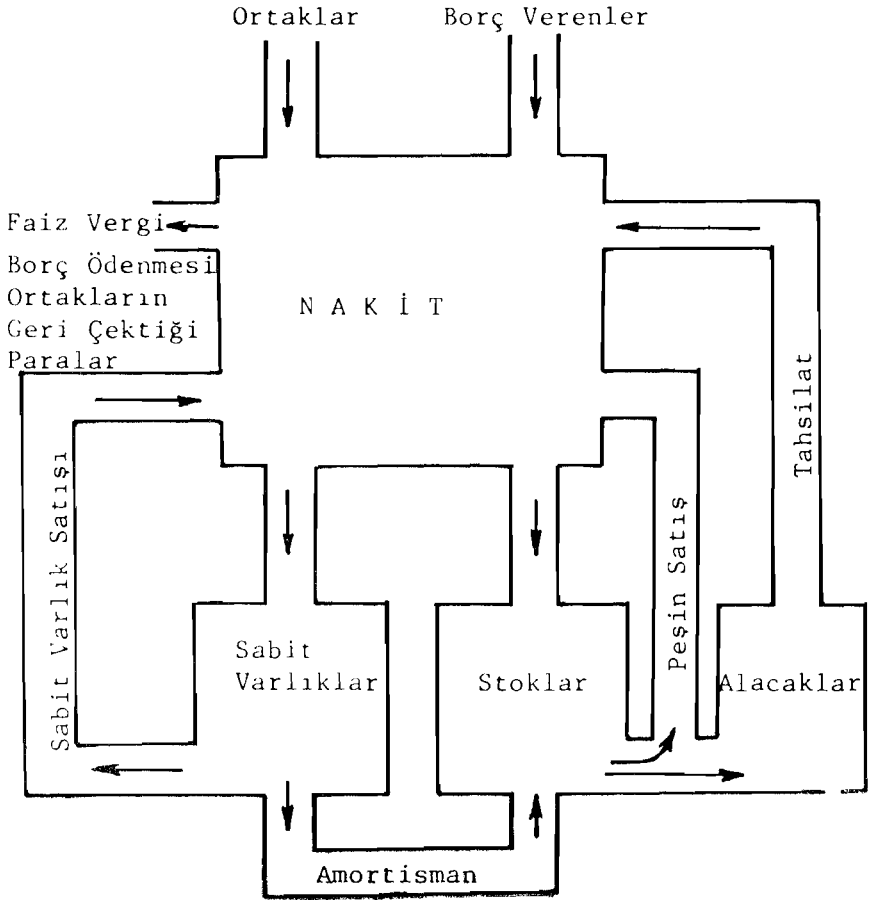 Ortaklar
Borç Verenler
Faiz Vergi
Borç Ödenmesi
Ortakların
Geri Çektiği
Paralar
N A K İ T
Tahsilat
Sabit Varlık Satışı
Peşin Satış
Sabit
Varlıklar
Stoklar
Alacaklar
Amortisman